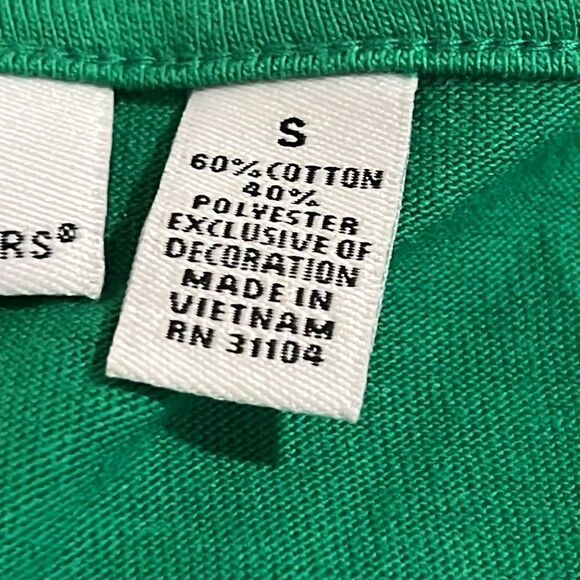 RS®
S
60% COTTON
40%
POLYESTER
EXCLUSIVE OF
DECORATION
MADE IN
VIETNAM
RN 31104